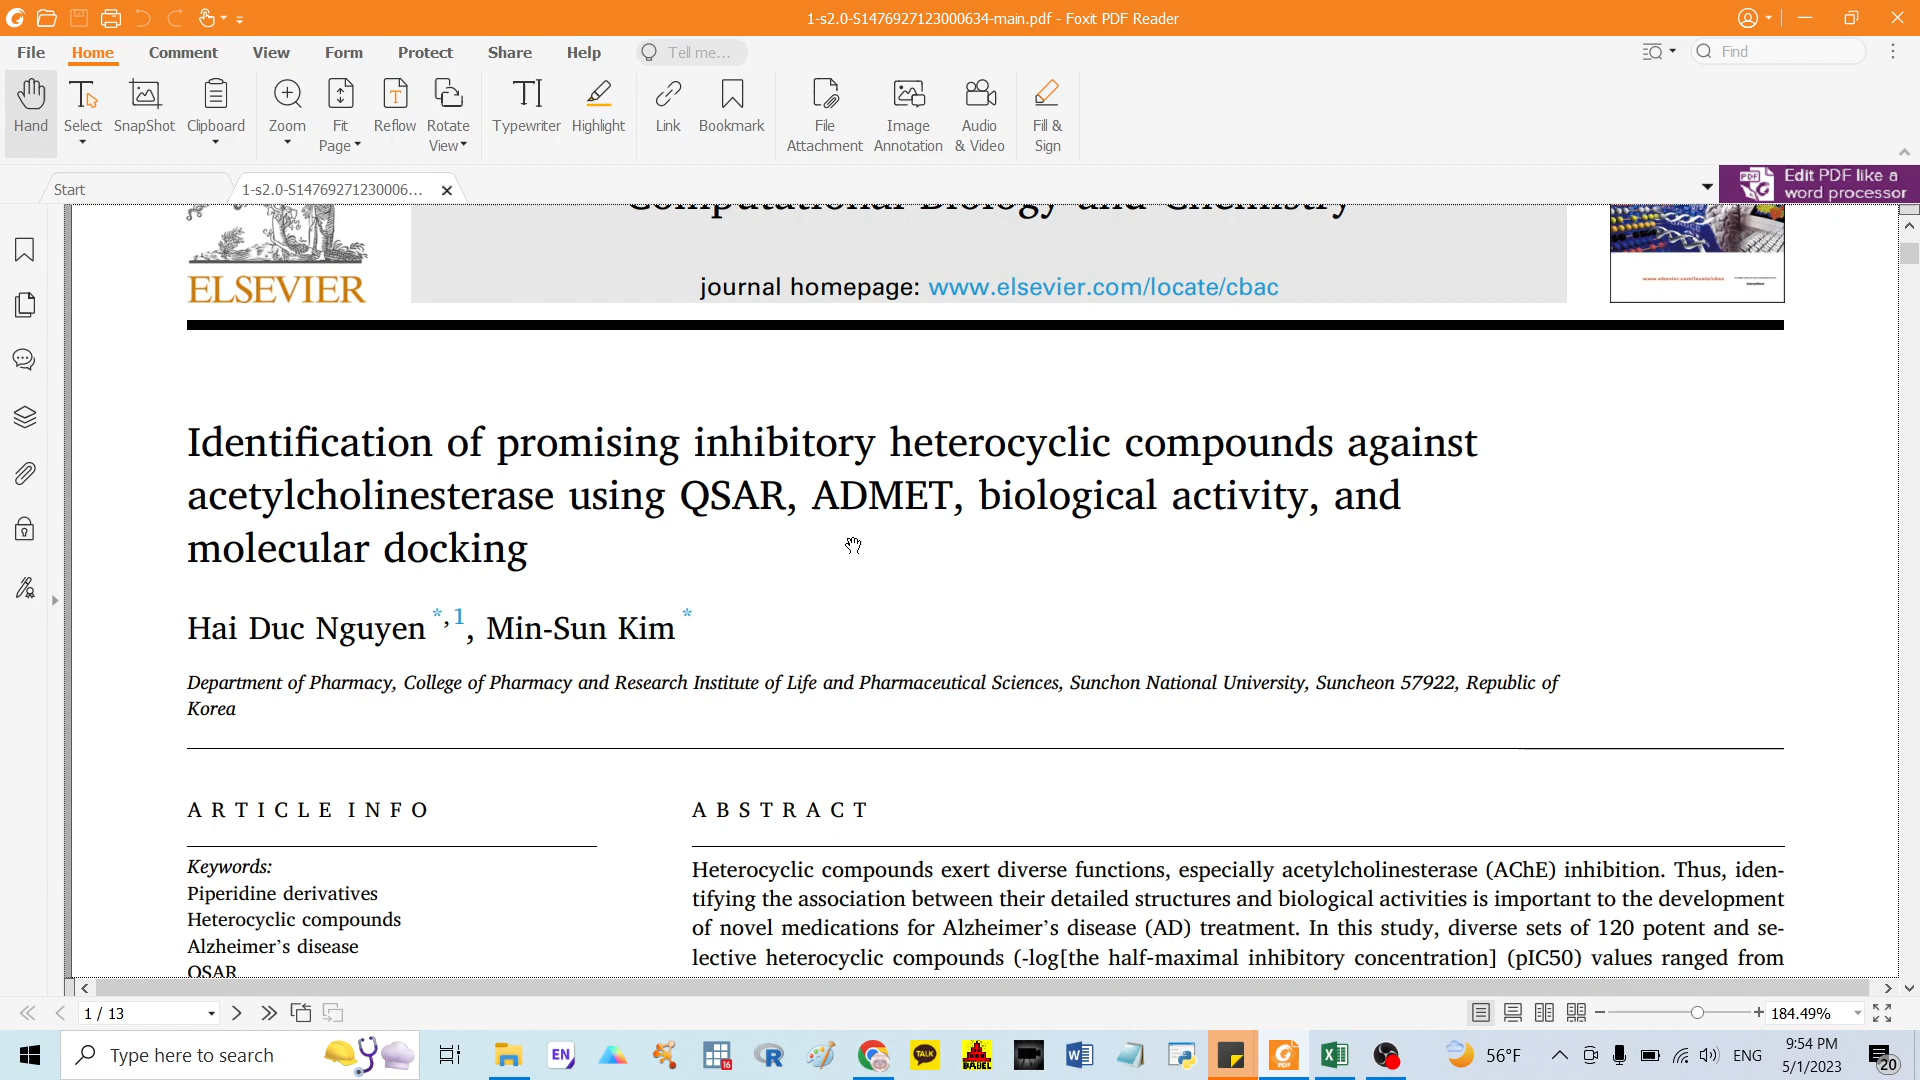 1-s2.0-S1476927123000634-main.pdf - Foxit PDF Reader
File Home Comment View Form Protect Share Help Tell me... Find
Hand Select SnapShot Clipboard Zoom Fit Page Reflow Rotate View Typewriter Highlight Link Bookmark File Attachment Image Annotation Audio & Video Fill & Sign
Start 1-s2.0-S14769271230006...
Edit PDF like a
word processor
Computational Biology and Chemistry
journal homepage: www.elsevier.com/locate/cbac
ELSEVIER
Identification of promising inhibitory heterocyclic compounds against
acetylcholinesterase using QSAR, ADMET, biological activity, and
molecular docking
Hai Duc Nguyen *,1, Min-Sun Kim *
Department of Pharmacy, College of Pharmacy and Research Institute of Life and Pharmaceutical Sciences, Sunchon National University, Suncheon 57922, Republic of
Korea
ARTICLE INFO
Keywords:
Piperidine derivatives
Heterocyclic compounds
Alzheimer's disease
QSAR
ABSTRACT
Heterocyclic compounds exert diverse functions, especially acetylcholinesterase (AChE) inhibition. Thus, iden-
tifying the association between their detailed structures and biological activities is important to the development
of novel medications for Alzheimer's disease (AD) treatment. In this study, diverse sets of 120 potent and se-
lective heterocyclic compounds (-log[the half-maximal inhibitory concentration] (pIC50) values ranged from
1 / 13 184.49%
Type here to search
EN
16
TALK
BABEL
56°F ENG
9:54 PM
5/1/2023
20